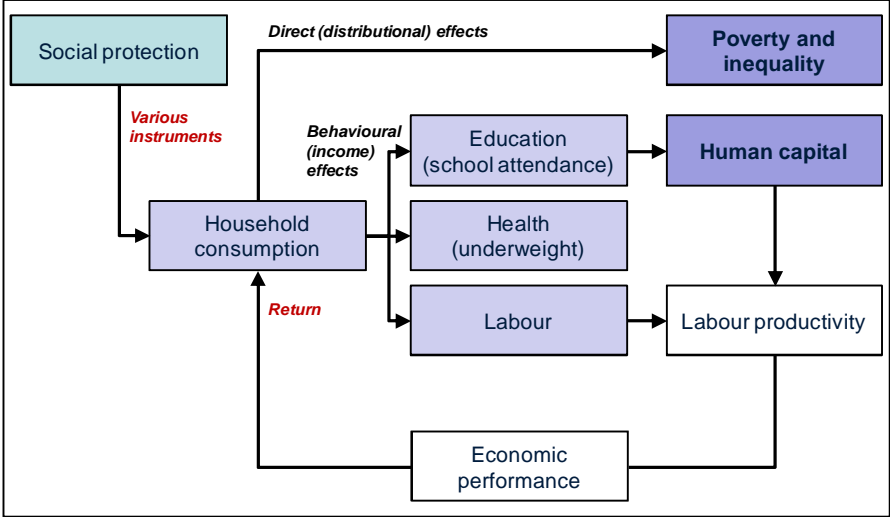 Social protection
Direct (distributional) effects
Poverty and
inequality
Various
instruments
Behavioural
(income)
effects
Education
(school attendance)
Human capital
Household
consumption
Health
(underweight)
Return
Labour
Labour productivity
Economic
performance